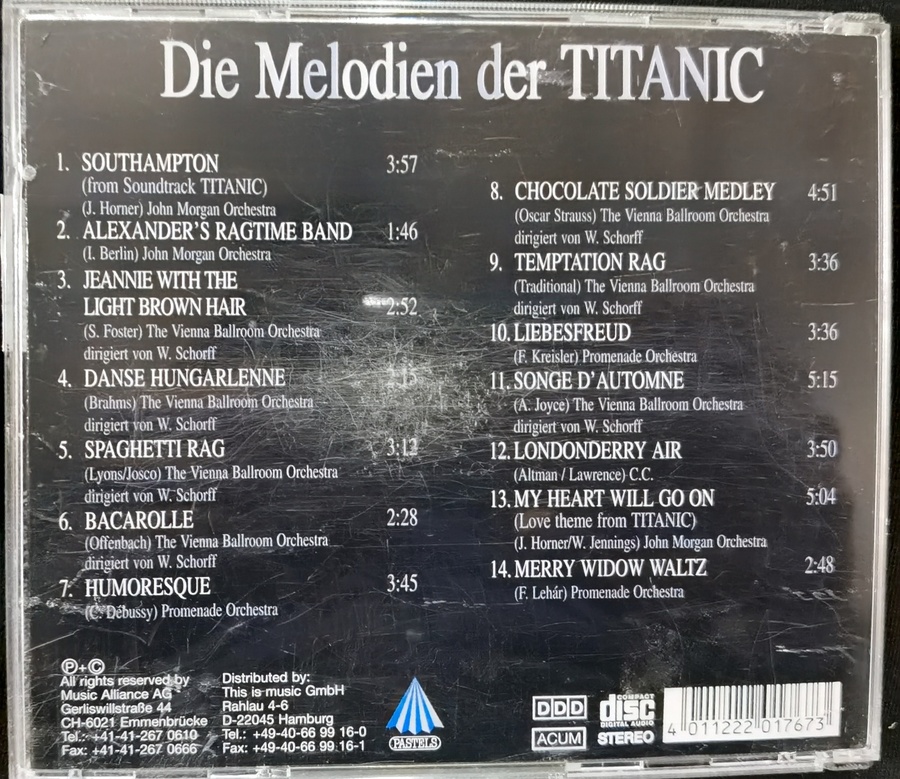 Die Melodien der TITANIC
1. SOUTHAMPTON 3:57
(from Soundtrack TITANIC)
(J. Horner) John Morgan Orchestra
2. ALEXANDER'S RAGTIME BAND 1:46
(I. Berlin) John Morgan Orchestra
3. JEANNIE WITH THE
LIGHT BROWN HAIR 2:52
(S. Foster) The Vienna Ballroom Orchestra
dirigiert von W. Schorff
4. DANSE HUNGARLENNE
(Brahms) The Vienna Ballroom Orchestra
dirigiert von W. Schorff
5. SPAGHETTI RAG 3:12
(Lyons/Josco) The Vienna Ballroom Orchestra
dirigiert von W. Schorff
6. BACAROLLE 2:28
(Offenbach) The Vienna Ballroom Orchestra
dirigiert von W. Schorff
7. HUMORESQUE 3:45
(C. Debussy) Promenade Orchestra
8. CHOCOLATE SOLDIER MEDLEY 4:51
(Oscar Strauss) The Vienna Ballroom Orchestra
dirigiert von W. Schorff
9. TEMPTATION RAG 3:36
(Traditional) The Vienna Ballroom Orchestra
dirigiert von W. Schorff
10. LIEBESFREUD 3:36
(F. Kreisler) Promenade Orchestra
11. SONGE D'AUTOMNE 5:15
(A. Joyce) The Vienna Ballroom Orchestra
dirigiert von W. Schorff
12. LONDONDERRY AIR 3:50
(Altman / Lawrence) C.C.
13. MY HEART WILL GO ON 5:04
(Love theme from TITANIC)
(J. Horner/W. Jennings) John Morgan Orchestra
14. MERRY WIDOW WALTZ 2:48
(F. Lehár) Promenade Orchestra
Ⓟ+©
All rights reserved by
Music Alliance AG
Gerliswillstraße 44
CH-6021 Emmenbrücke
Tel.: +41-41-267 0610
Fax: +41-41-267 0666
Distributed by:
This is music GmbH
Rahlau 4-6
D-22045 Hamburg
Tel.: +49-40-66 99 16-0
Fax: +49-40-66 99 16-1
PASTELS
DDD
ACUM
COMPACT
disc
DIGITAL AUDIO
STEREO
4 011222 017673